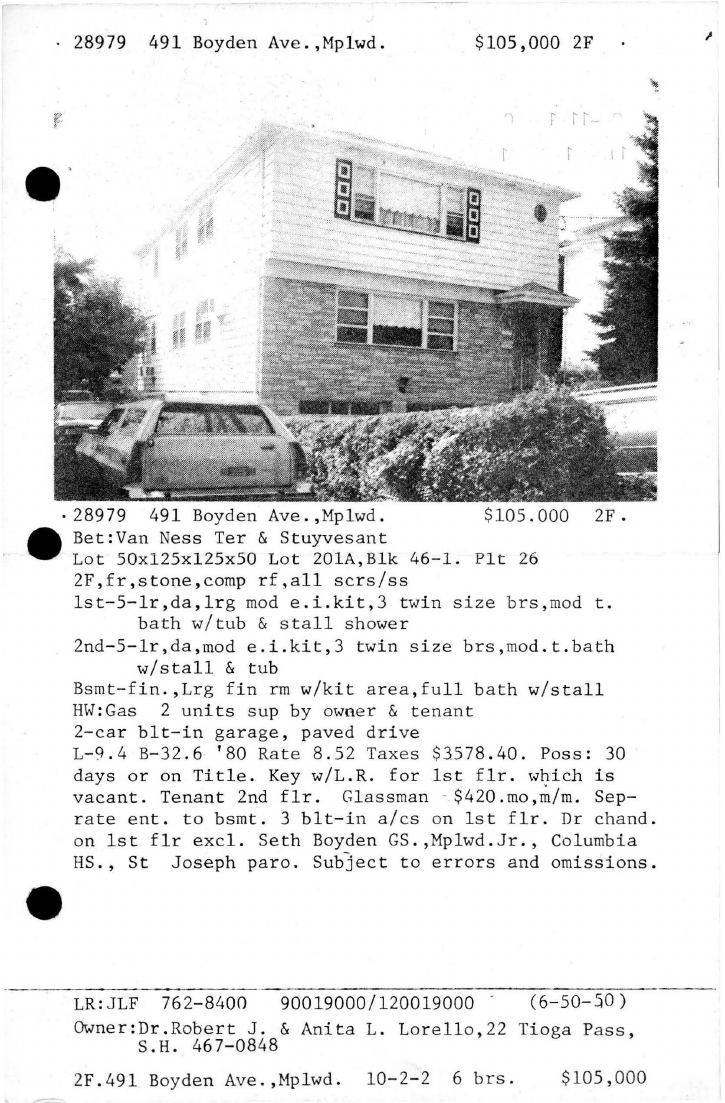 28979 491 Boyden Ave.,Mplwd. $105,000 2F
28979 491 Boyden Ave.,Mplwd. $105.000 2F.
Bet:Van Ness Ter & Stuyvesant
Lot 50x125x125x50 Lot 201A,Blk 46-1. Plt 26
2F,fr,stone,comp rf,all scrs/ss
1st-5-lr,da,lrg mod e.i.kit,3 twin size brs,mod t.
bath w/tub & stall shower
2nd-5-lr,da,mod e.i.kit,3 twin size brs,mod.t.bath
w/stall & tub
Bsmt-fin.,Lrg fin rm w/kit area,full bath w/stall
HW:Gas 2 units sup by owner & tenant
2-car blt-in garage, paved drive
L-9.4 B-32.6 '80 Rate 8.52 Taxes $3578.40. Poss: 30
days or on Title. Key w/L.R. for 1st flr. which is
vacant. Tenant 2nd flr. Glassman - $420.mo,m/m. Sep-
rate ent. to bsmt. 3 blt-in a/cs on 1st flr. Dr chand.
on 1st flr excl. Seth Boyden GS.,Mplwd.Jr., Columbia
HS., St Joseph paro. Subject to errors and omissions.
LR:JLF 762-8400 90019000/120019000 (6-50-50)
Owner:Dr.Robert J. & Anita L. Lorello,22 Tioga Pass,
S.H. 467-0848
2F.491 Boyden Ave.,Mplwd. 10-2-2 6 brs. $105,000